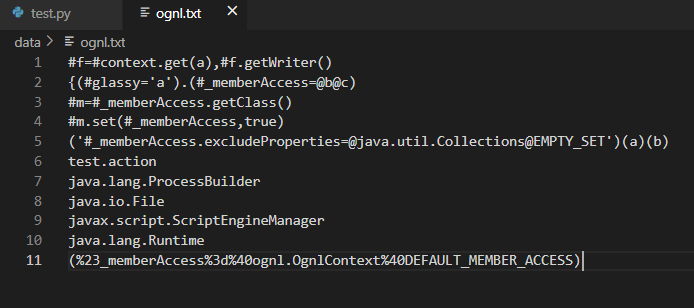 test.py
ognl.txt
data > ognl.txt
1 #f=#context.get(a),#f.getWriter()
2 {(#glassy='a').(#_memberAccess=@b@c)
3 #m=#_memberAccess.getClass()
4 #m.set(#_memberAccess,true)
5 ('#_memberAccess.excludeProperties=@java.util.Collections@EMPTY_SET')(a)(b)
6 test.action
7 java.lang.ProcessBuilder
8 java.io.File
9 javax.script.ScriptEngineManager
10 java.lang.Runtime
11 (%23_memberAccess%3d%40ognl.OgnlContext%40DEFAULT_MEMBER_ACCESS)